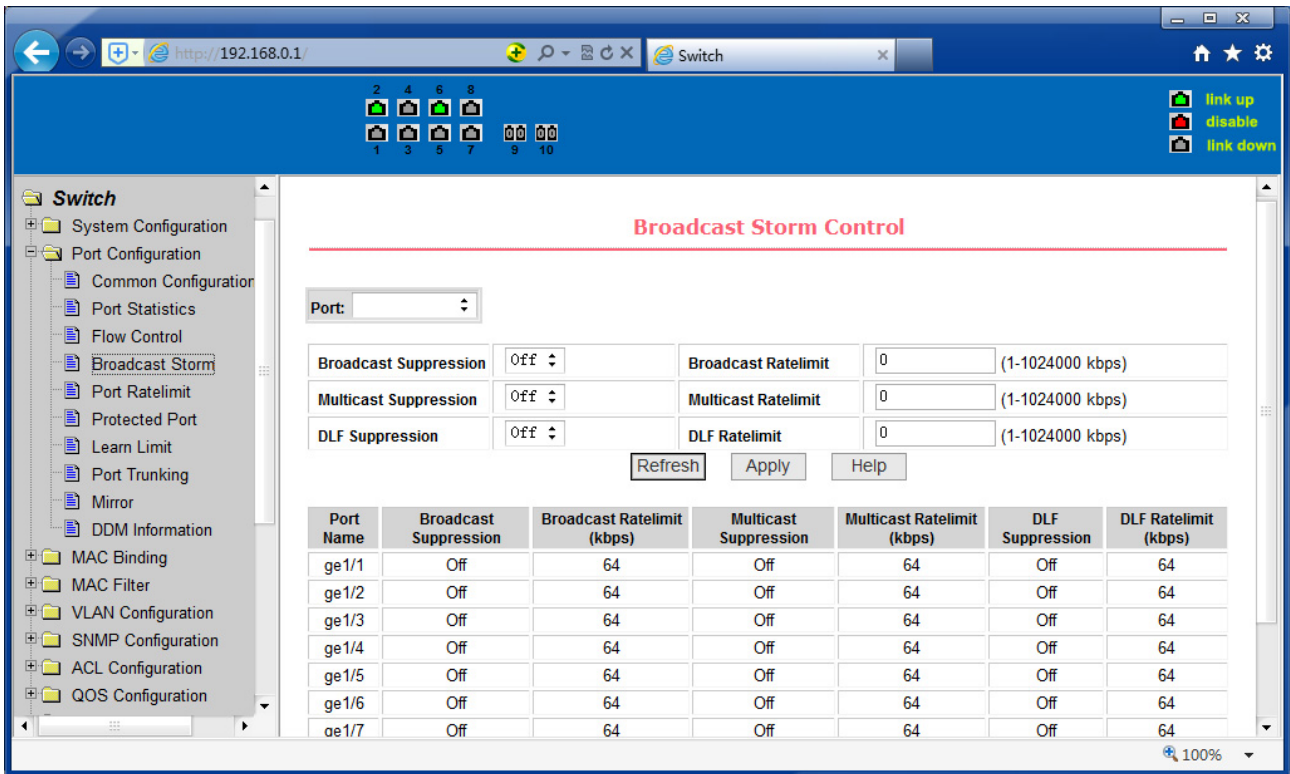 http://192.168.0.1/
Switch
2 4 6 8
1 3 5 7 9 10
link up
disable
link down
Switch
System Configuration
Port Configuration
Common Configuration
Port Statistics
Flow Control
Broadcast Storm
Port Ratelimit
Protected Port
Learn Limit
Port Trunking
Mirror
DDM Information
MAC Binding
MAC Filter
VLAN Configuration
SNMP Configuration
ACL Configuration
QOS Configuration
Broadcast Storm Control
Port:
Broadcast Suppression Off Broadcast Ratelimit 0 (1-1024000 kbps)
Multicast Suppression Off Multicast Ratelimit 0 (1-1024000 kbps)
DLF Suppression Off DLF Ratelimit 0 (1-1024000 kbps)
Refresh Apply Help
Port Name Broadcast Suppression Broadcast Ratelimit (kbps) Multicast Suppression Multicast Ratelimit (kbps) DLF Suppression DLF Ratelimit (kbps)
ge1/1 Off 64 Off 64 Off 64
ge1/2 Off 64 Off 64 Off 64
ge1/3 Off 64 Off 64 Off 64
ge1/4 Off 64 Off 64 Off 64
ge1/5 Off 64 Off 64 Off 64
ge1/6 Off 64 Off 64 Off 64
ge1/7 Off 64 Off 64 Off 64
100%